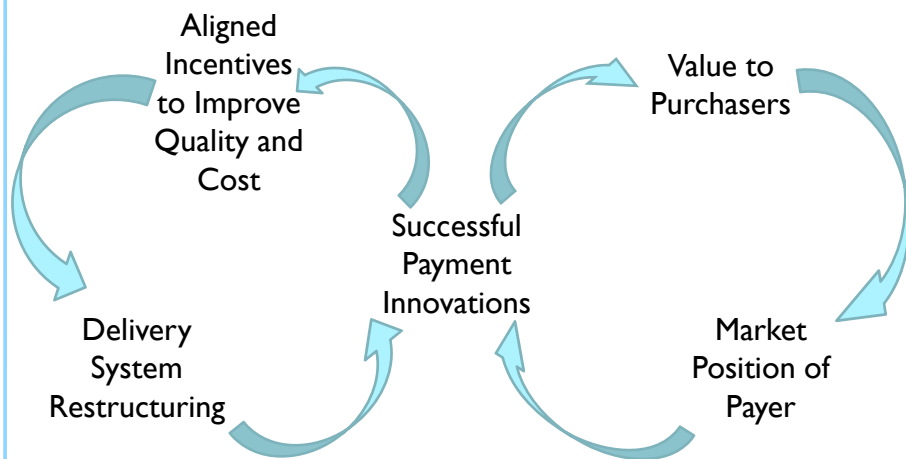 Aligned
Incentives
to Improve
Quality and
Cost
Value to
Purchasers
Successful
Payment
Innovations
Delivery
System
Restructuring
Market
Position of
Payer